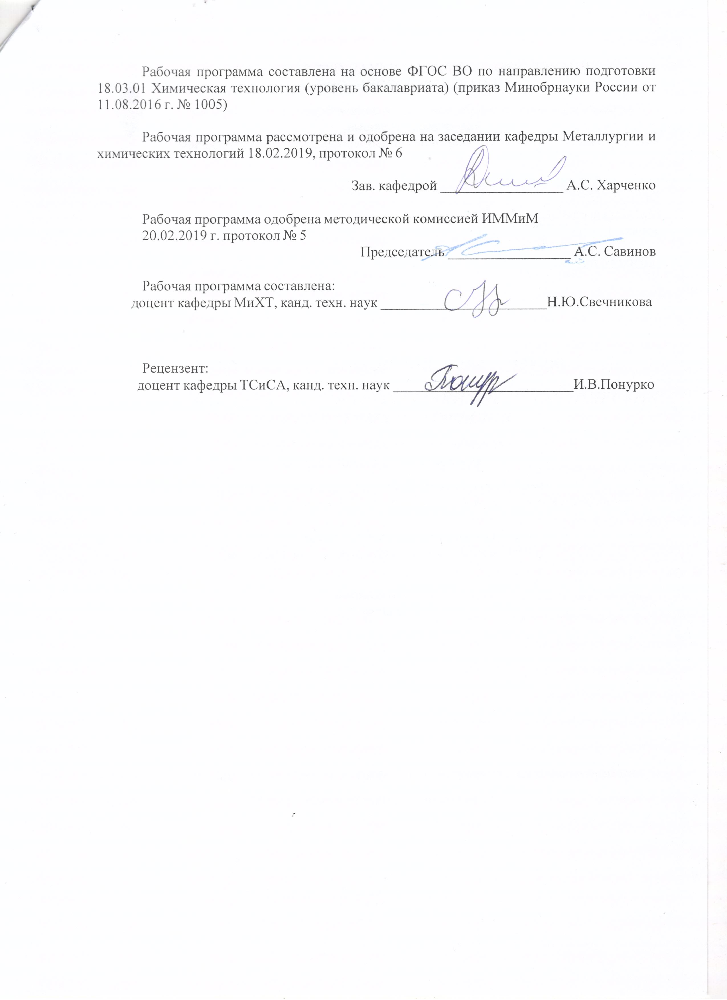 Рабочая программа составлена на основе ФГОС ВО по направлению подготовки
18.03.01 Химическая технология (уровень бакалавриата) (приказ Минобрнауки России от
11.08.2016 г. № 1005)
Рабочая программа рассмотрена и одобрена на заседании кафедры Металлургии и
химических технологий 18.02.2019, протокол № 6
Зав. кафедрой ____________________ А.С. Харченко
Рабочая программа одобрена методической комиссией ИММиМ
20.02.2019 г. протокол № 5
Председатель ____________________ А.С. Савинов
Рабочая программа составлена:
доцент кафедры МиХТ, канд. техн. наук ___________________________Н.Ю.Свечникова
Рецензент:
доцент кафедры ТСиСА, канд. техн. наук _____________________________И.В.Понурко